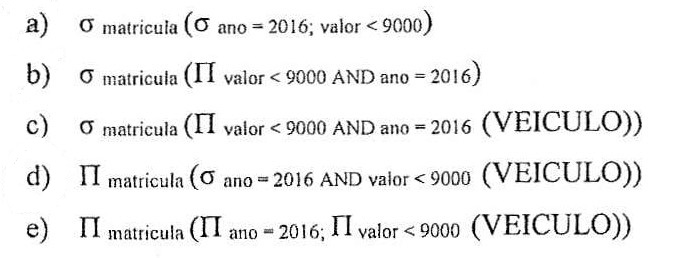 a) σ matricula (σ ano = 2016; valor < 9000)
b) σ matricula (Π valor < 9000 AND ano = 2016)
c) σ matricula (Π valor < 9000 AND ano = 2016 (VEICULO))
d) Π matricula (σ ano = 2016 AND valor < 9000 (VEICULO))
e) Π matricula (Π ano = 2016; Π valor < 9000 (VEICULO))